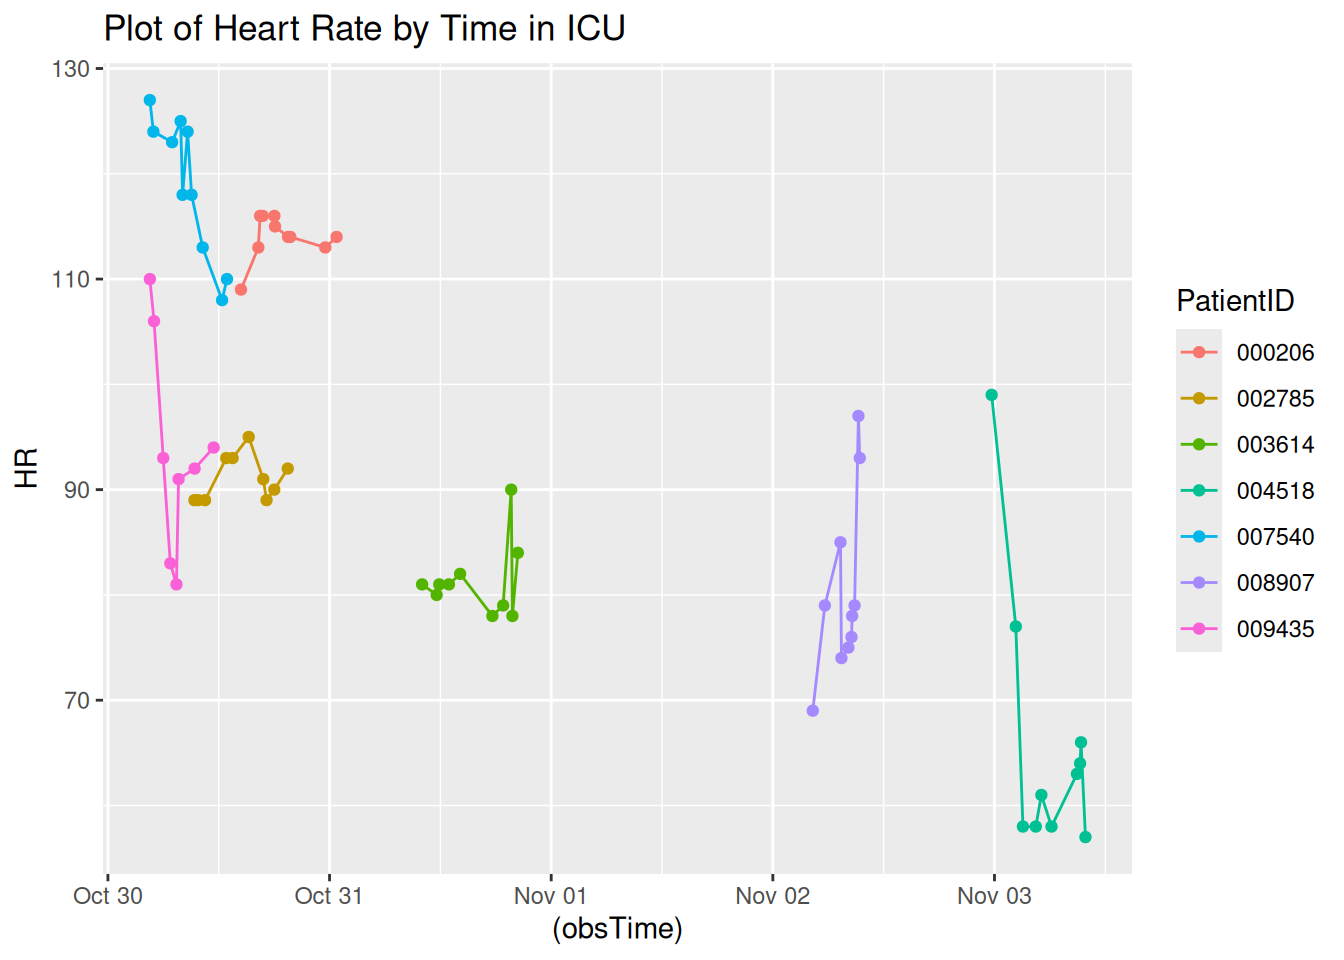 Plot of Heart Rate by Time in ICU
130
110
90
70
HR
Oct 30
Oct 31
Nov 01
Nov 02
Nov 03
(obsTime)
PatientID
000206
002785
003614
004518
007540
008907
009435